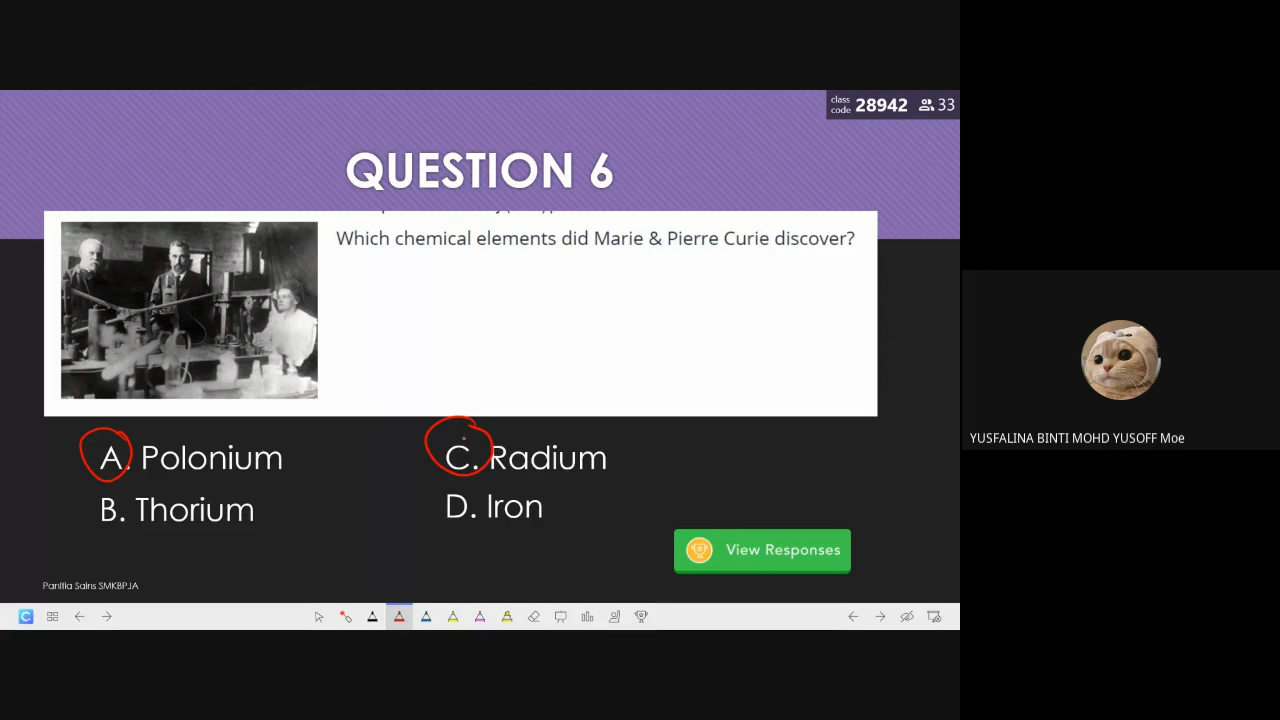 class
code 28942 33
QUESTION 6
Which chemical elements did Marie & Pierre Curie discover?
A. Polonium
B. Thorium
C. Radium
D. Iron
View Responses
Panitia Sains SMKBPJA
YUSFALINA BINTI MOHD YUSOFF Moe